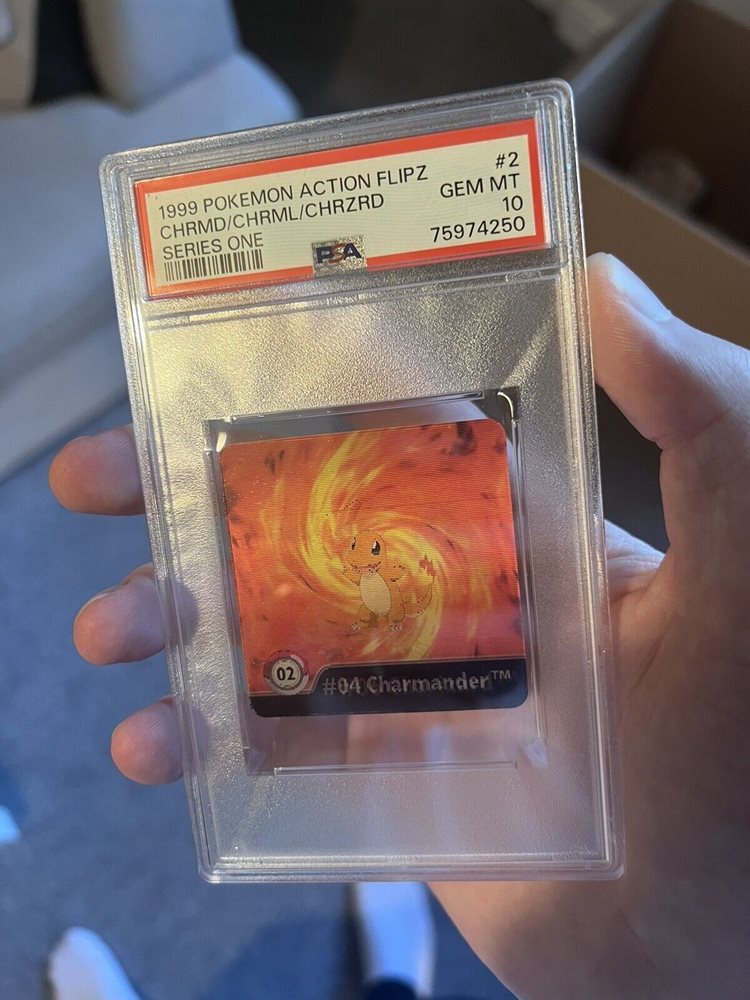 1999 POKEMON ACTION FLIPZ #2
CHRMD/CHRML/CHRZRD GEM MT
SERIES ONE 10
PSA 75974250
02
#04 Charmander™